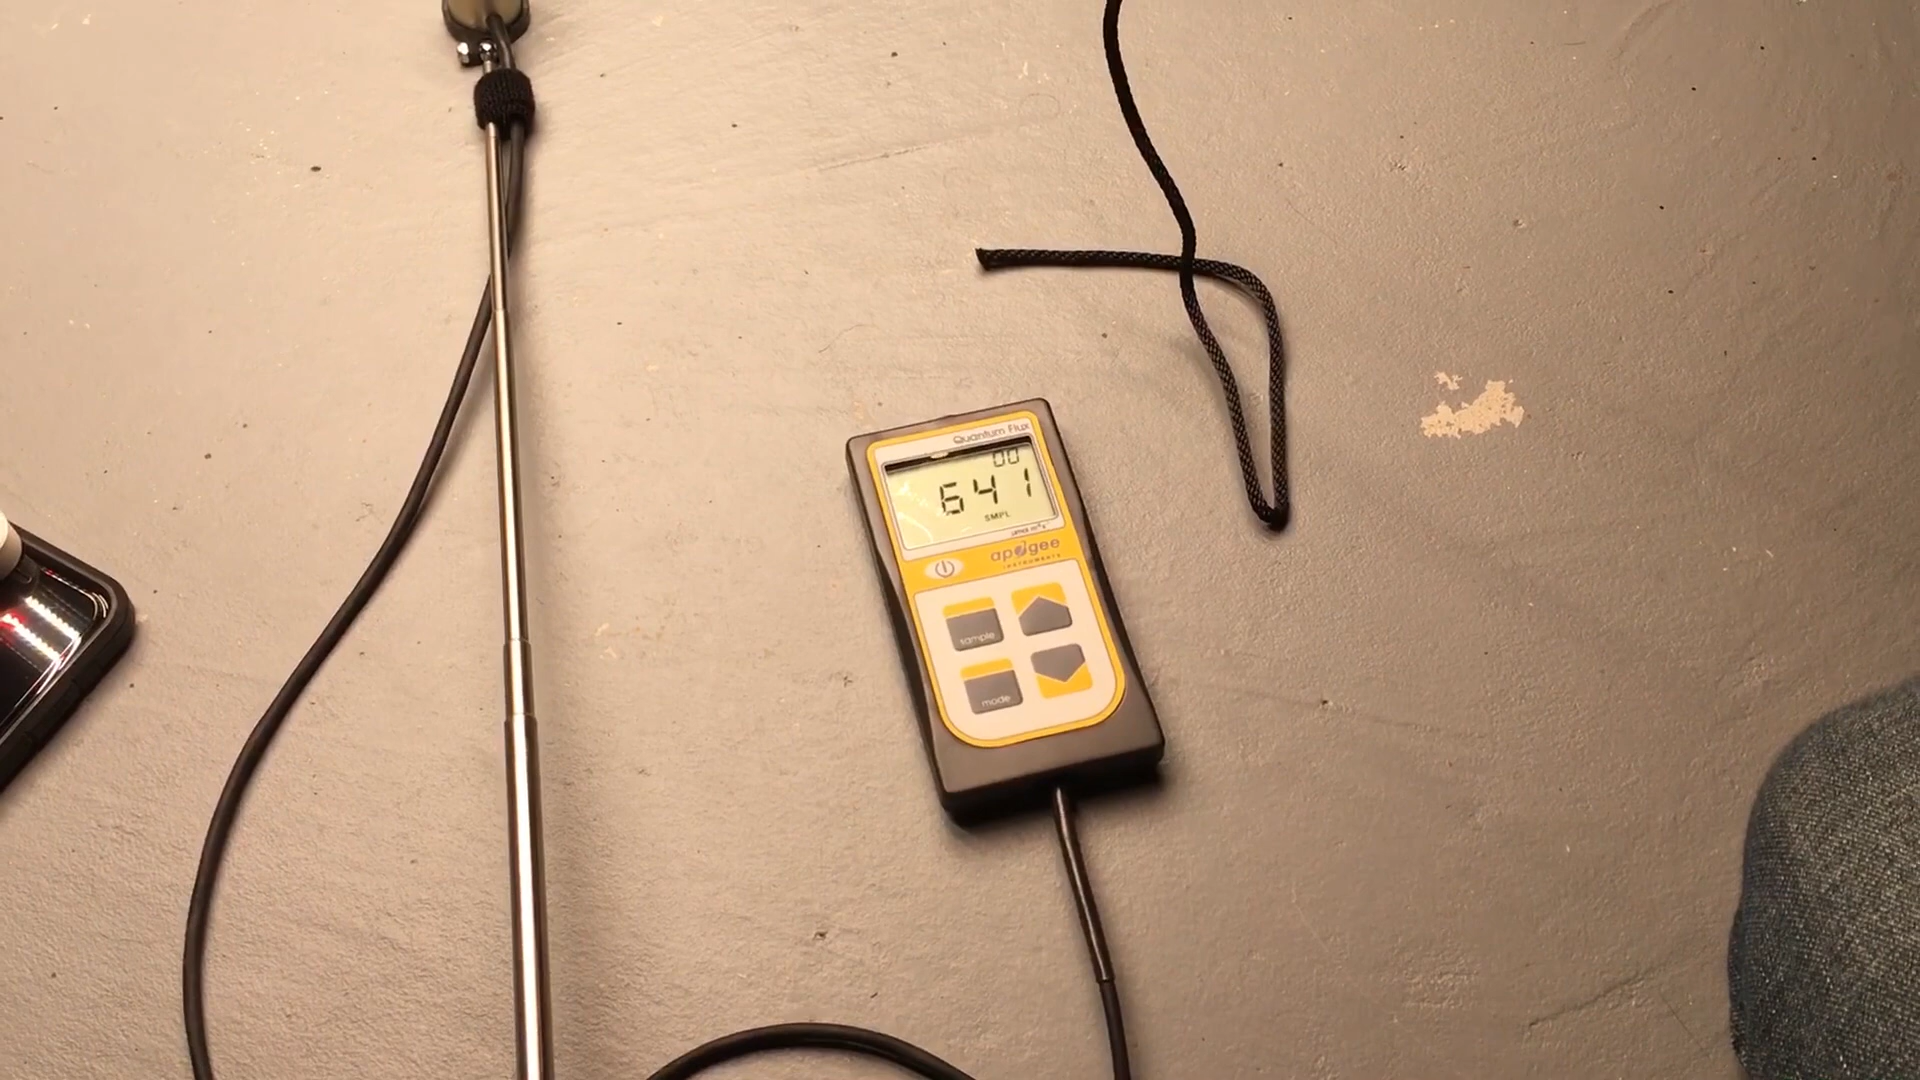 Quantum Flux
00
641
SMPL
apogee
INSTRUMENTS
sample
mode